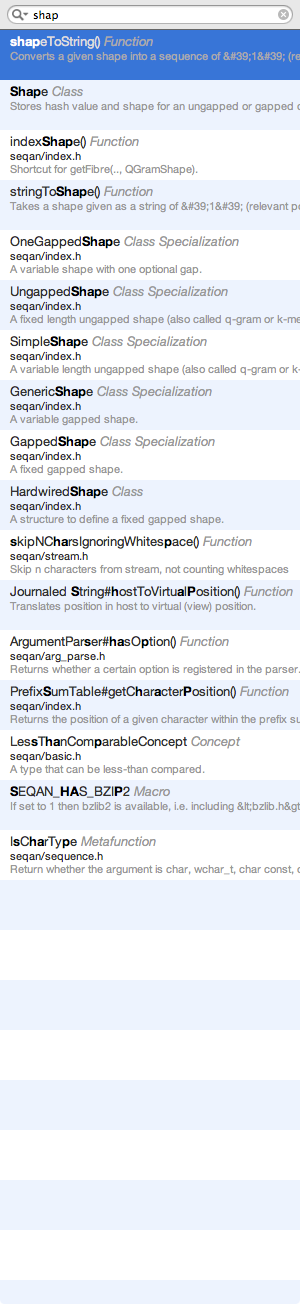 shap
shapeToString() Function
Converts a given shape into a sequence of &#39;1&#39; (re
Shape Class
Stores hash value and shape for an ungapped or gapped
indexShape() Function
seqan/index.h
Shortcut for getFibre(.., QGramShape).
stringToShape() Function
Takes a shape given as a string of &#39;1&#39; (relevant po
OneGappedShape Class Specialization
seqan/index.h
A variable shape with one optional gap.
UngappedShape Class Specialization
seqan/index.h
A fixed length ungapped shape (also called q-gram or k-me
SimpleShape Class Specialization
seqan/index.h
A variable length ungapped shape (also called q-gram or k-
GenericShape Class Specialization
seqan/index.h
A variable gapped shape.
GappedShape Class Specialization
seqan/index.h
A fixed gapped shape.
HardwiredShape Class
seqan/index.h
A structure to define a fixed gapped shape.
skipNCharsIgnoringWhitespace() Function
seqan/stream.h
Skip n characters from stream, not counting whitespaces
Journaled String#hostToVirtualPosition() Function
Translates position in host to virtual (view) position.
ArgumentParser#hasOption() Function
seqan/arg_parse.h
Returns whether a certain option is registered in the parser.
PrefixSumTable#getCharacterPosition() Function
seqan/index.h
Returns the position of a given character within the prefix su
LessThanComparableConcept Concept
seqan/basic.h
A type that can be less-than compared.
SEQAN_HAS_BZIP2 Macro
If set to 1 then bzlib2 is available, i.e. including &lt;bzlib.h&gt
IsCharType Metafunction
seqan/sequence.h
Return whether the argument is char, wchar_t, char const,